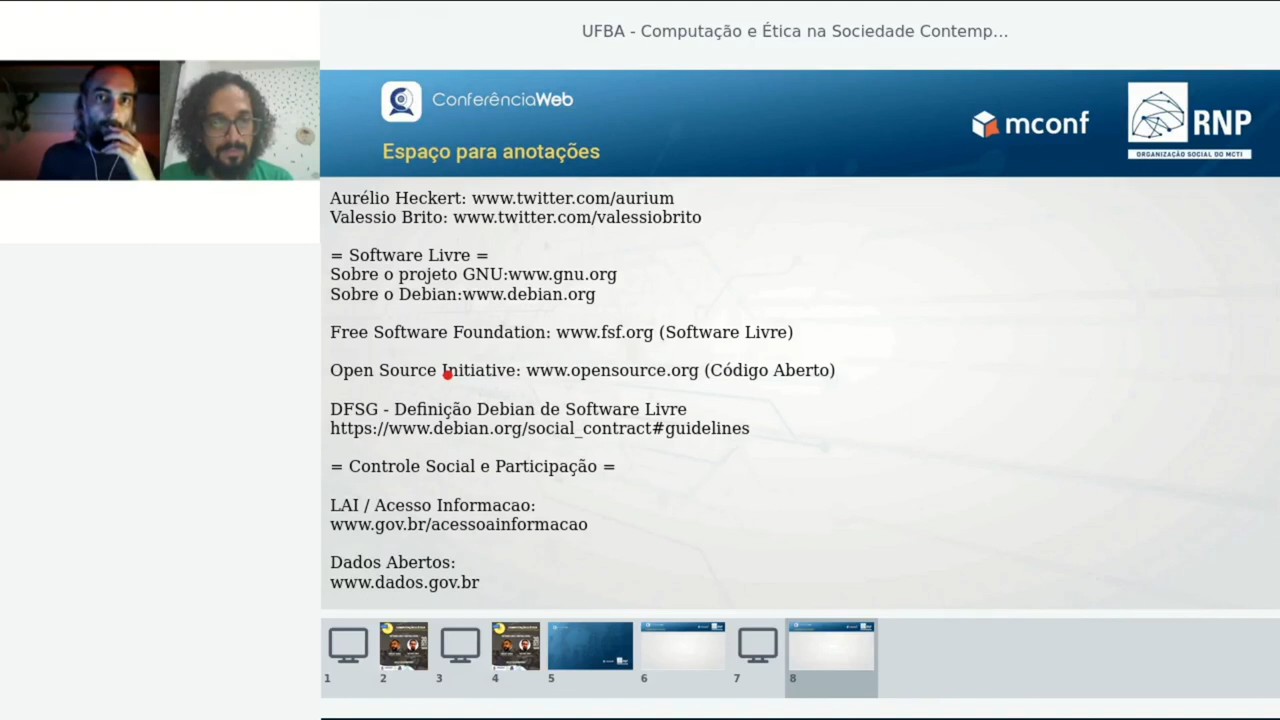 UFBA - Computação e Ética na Sociedade Contemp...
ConferênciaWeb
mconf
RNP
ORGANIZAÇÃO SOCIAL DO MCTI
Espaço para anotações
Aurélio Heckert: www.twitter.com/aurium
Valessio Brito: www.twitter.com/valessiobrito
= Software Livre =
Sobre o projeto GNU:www.gnu.org
Sobre o Debian:www.debian.org
Free Software Foundation: www.fsf.org (Software Livre)
Open Source Initiative: www.opensource.org (Código Aberto)
DFSG - Definição Debian de Software Livre
https://www.debian.org/social_contract#guidelines
= Controle Social e Participação =
LAI / Acesso Informacao:
www.gov.br/acessoainformacao
Dados Abertos:
www.dados.gov.br
1 2 3 4 5 6 7 8